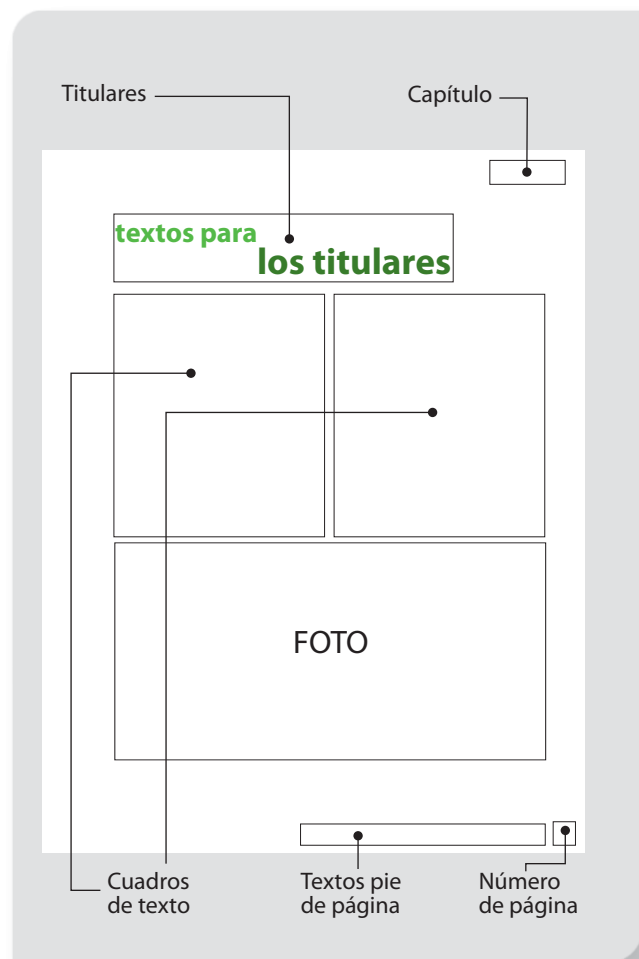 Titulares
Capítulo
textos para
los titulares
FOTO
Cuadros
de texto
Textos pie
de página
Número
de página